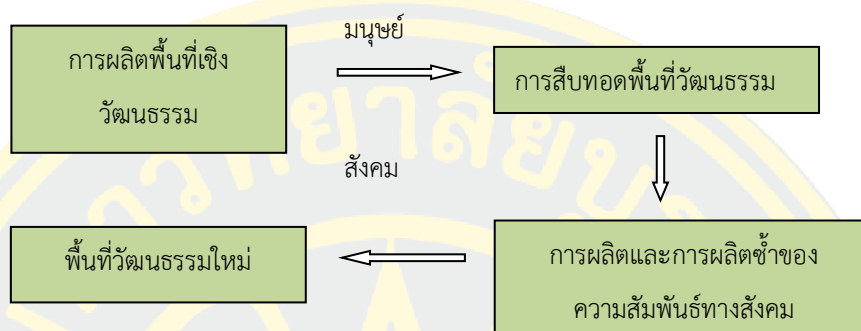 มนุษย์
การผลิตพื้นที่เชิง
วัฒนธรรม
การสืบทอดพื้นที่วัฒนธรรม
สังคม
พื้นที่วัฒนธรรมใหม่
การผลิตและการผลิตซ้ำของ
ความสัมพันธ์ทางสังคม